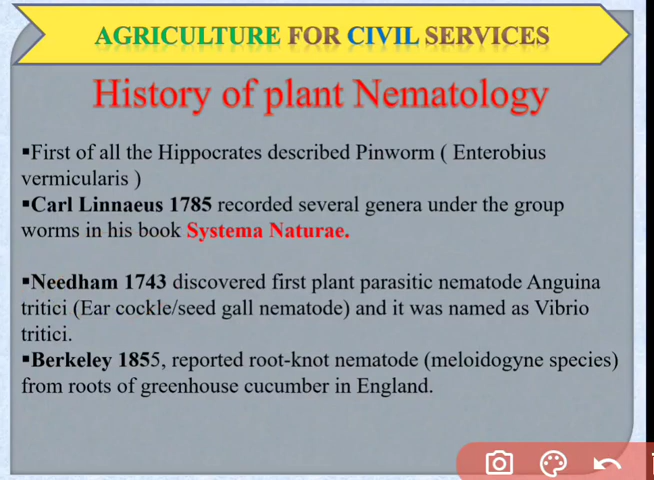 AGRICULTURE FOR CIVIL SERVICES
History of plant Nematology
▪First of all the Hippocrates described Pinworm ( Enterobius
vermicularis )
▪Carl Linnaeus 1785 recorded several genera under the group
worms in his book Systema Naturae.
▪Needham 1743 discovered first plant parasitic nematode Anguina
tritici (Ear cockle/seed gall nematode) and it was named as Vibrio
tritici.
▪Berkeley 1855, reported root-knot nematode (meloidogyne species)
from roots of greenhouse cucumber in England.